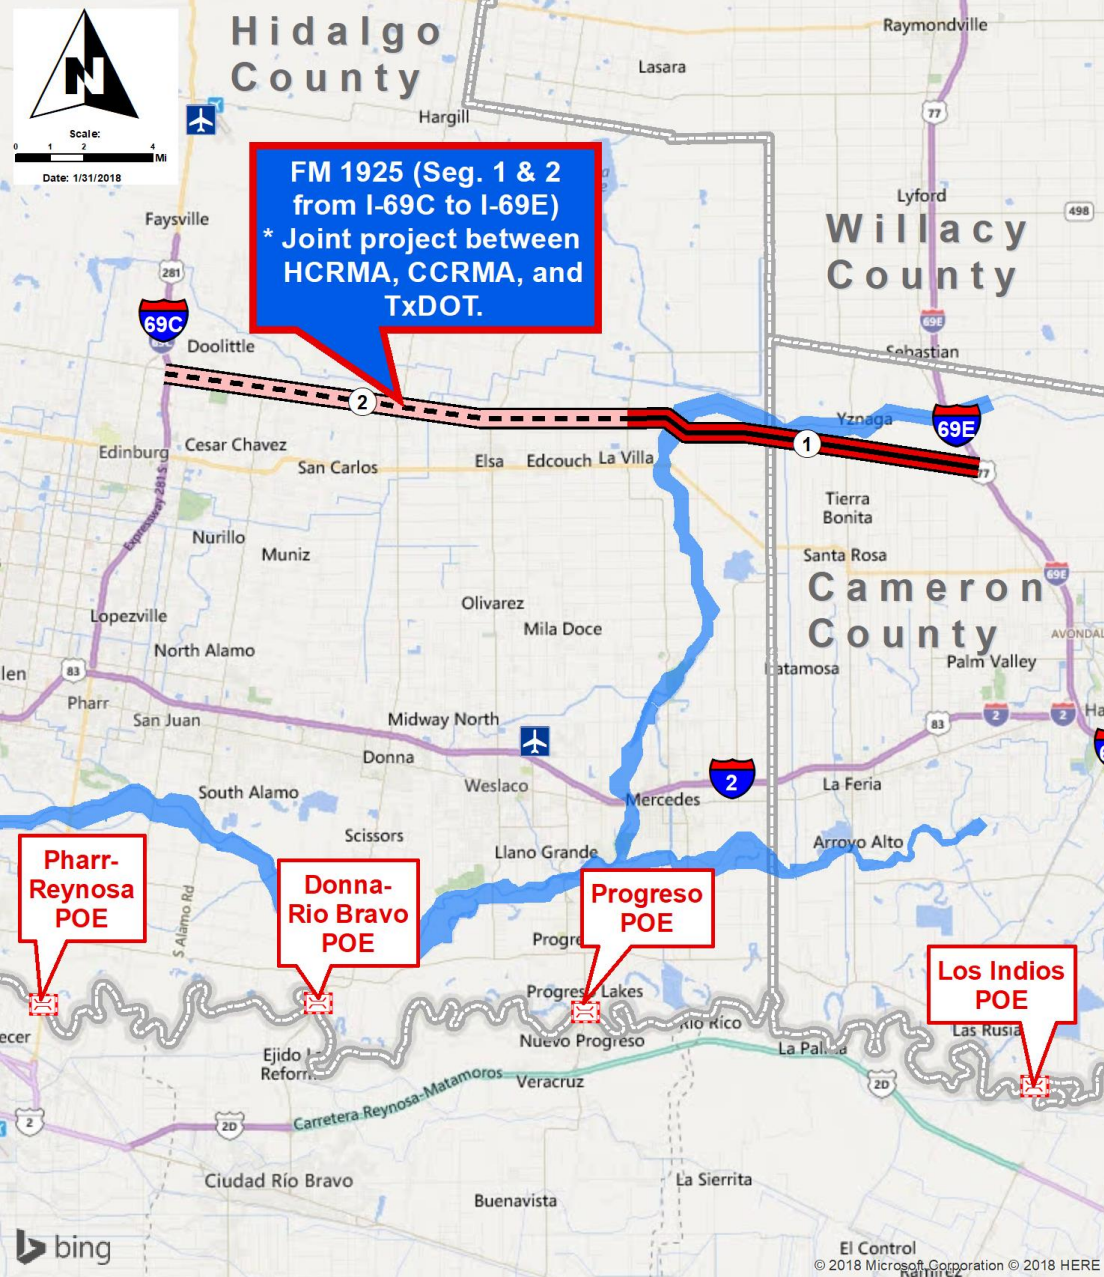 Hidalgo
County
Raymondville
Lasara
77
Hargill
N
Scale:
0 1 2 4
Mi
Date: 1/31/2018
FM 1925 (Seg. 1 & 2
from I-69C to I-69E)
* Joint project between
HCRMA, CCRMA, and
TxDOT.
Lyford
498
Willacy
County
Faysville
281
69C
69E
Doolittle
Sebastian
2
Yznaga
69E
1
Edinburg
Cesar Chavez
San Carlos
Elsa
Edcouch
La Villa
77
Expressway 281 S
Tierra
Bonita
Nurillo
Muniz
Santa Rosa
69E
Cameron
County
Olivarez
Mila Doce
Lopezville
North Alamo
Palm Valley
83
Pharr
San Juan
Midway North
83
2
2
Donna
Weslaco
2
La Feria
Mercedes
South Alamo
Scissors
Llano Grande
Arroyo Alto
Pharr-
Reynosa
POE
Donna-
Rio Bravo
POE
Progreso
POE
S Alamo Rd
Los Indios
POE
Progreso Lakes
Rio Rico
Nuevo Progreso
La Palma
Ejido La
Veracruz
2D
Carretera Reynosa-Matamoros
2
2D
Ciudad Río Bravo
La Sierrita
Buenavista
bing
El Control
© 2018 Microsoft Corporation © 2018 HERE